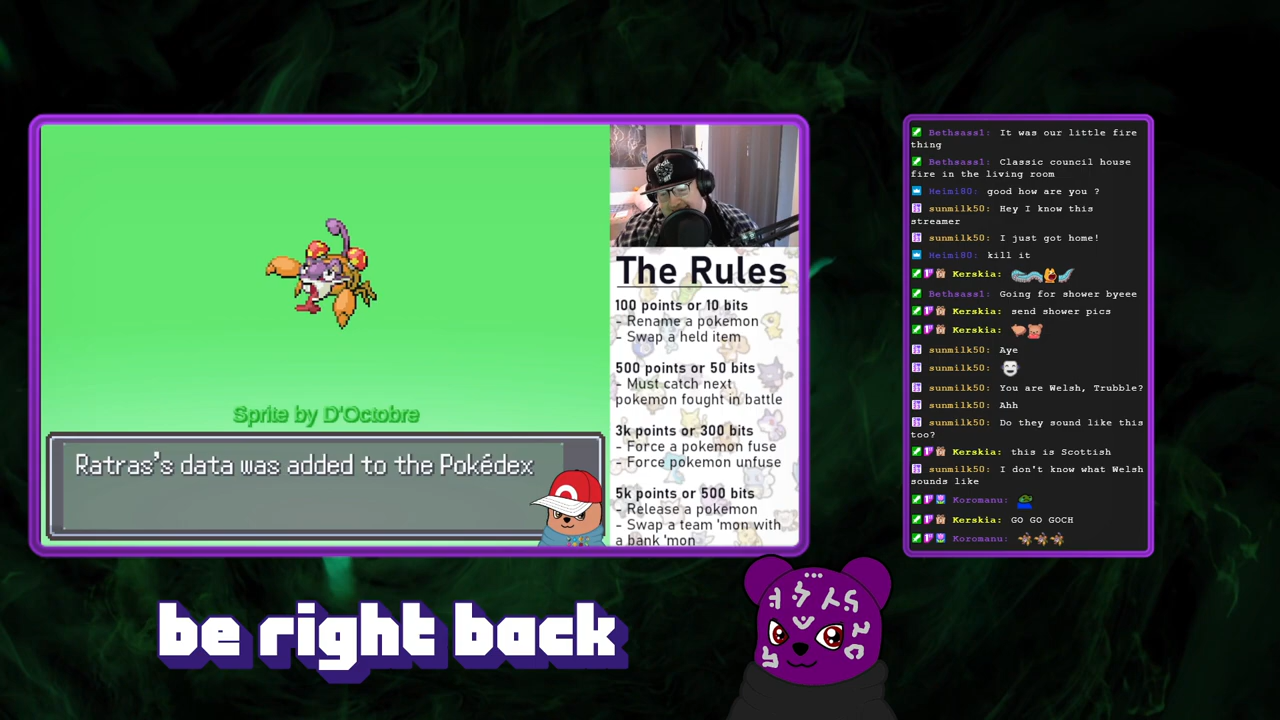 Sprite by D'Octobre
Ratras's data was added to the Pokédex
The Rules
100 points or 10 bits
- Rename a pokemon
- Swap a held item
500 points or 50 bits
- Must catch next
pokemon fought in battle
3k points or 300 bits
- Force a pokemon fuse
- Force pokemon unfuse
5k points or 500 bits
- Release a pokemon
- Swap a team 'mon with
a bank 'mon
Bethsass1: It was our little fire
thing
Bethsass1: Classic council house
fire in the living room
Heimi80: good how are you ?
sunmilk50: Hey I know this
streamer
sunmilk50: I just got home!
Heimi80: kill it
Kerskia:
Bethsass1: Going for shower byeee
Kerskia: send shower pics
Kerskia:
sunmilk50: Aye
sunmilk50:
sunmilk50: You are Welsh, Trubble?
sunmilk50: Ahh
sunmilk50: Do they sound like this
too?
Kerskia: this is Scottish
sunmilk50: I don't know what Welsh
sounds like
Koromanu:
Kerskia: GO GO GOCH
Koromanu:
be right back